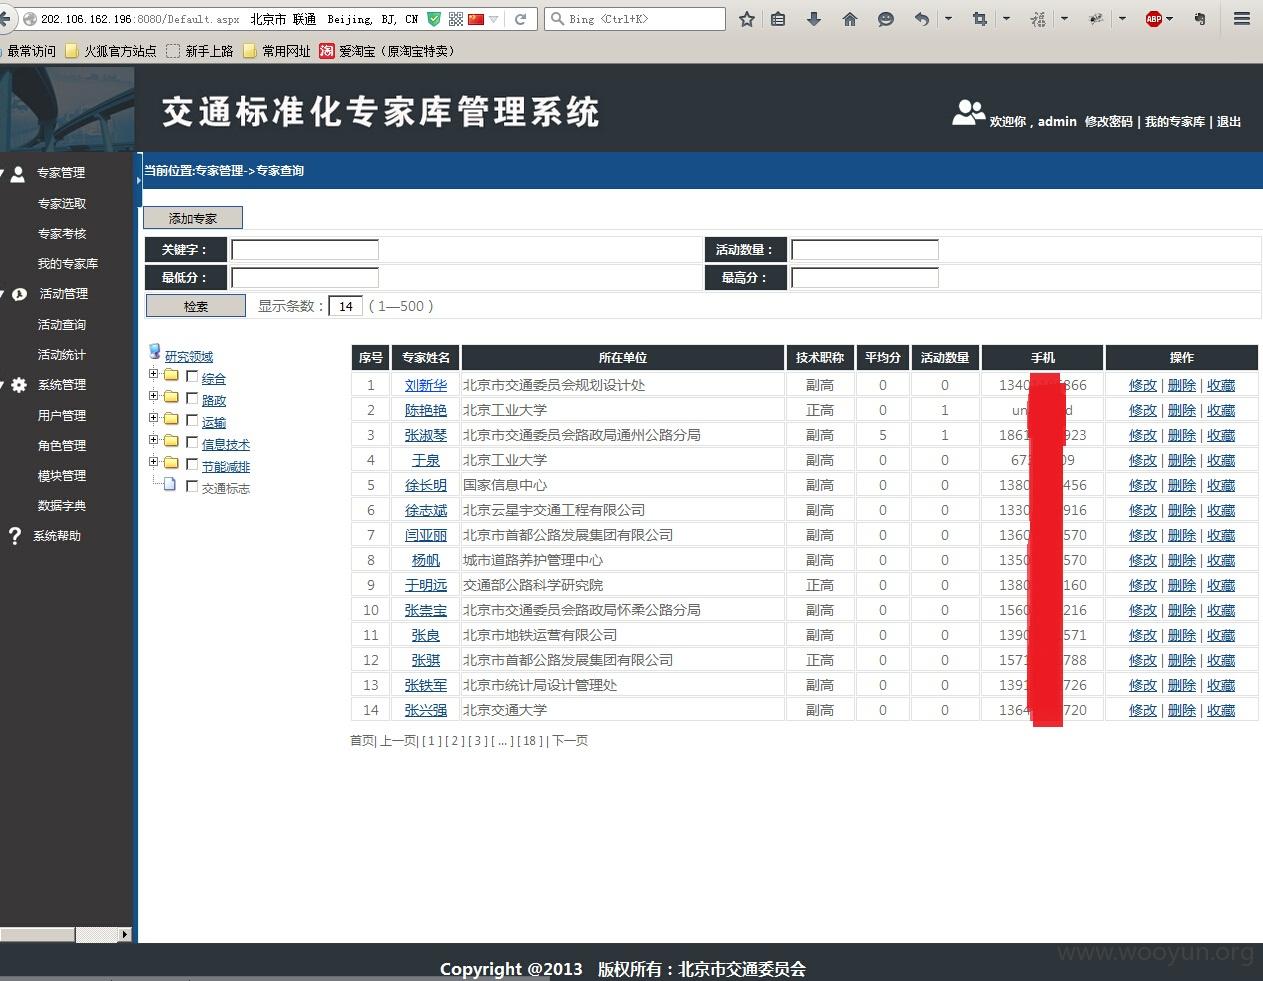 202.106.162.196:8080/Default.aspx 北京市 联通 Beijing, BJ, CN Bing <Ctrl+K> ABP
最常访问 火狐官方站点 新手上路 常用网址 淘 爱淘宝（原淘宝特卖）
交通标准化专家库管理系统
欢迎你，admin 修改密码 | 我的专家库 | 退出
专家管理
专家选取
专家考核
我的专家库
活动管理
活动查询
活动统计
系统管理
用户管理
角色管理
模块管理
数据字典
系统帮助
当前位置:专家管理->专家查询
添加专家
关键字： 活动数量：
最低分： 最高分：
检索 显示条数： 14 （1—500）
研究领域
综合
路政
运输
信息技术
节能减排
交通标志
序号 专家姓名 所在单位 技术职称 平均分 活动数量 手机 操作
1 刘新华 北京市交通委员会规划设计处 副高 0 0 1340 866 修改 | 删除 | 收藏
2 陈艳艳 北京工业大学 正高 0 1 un d 修改 | 删除 | 收藏
3 张淑琴 北京市交通委员会路政局通州公路分局 副高 5 1 1861 923 修改 | 删除 | 收藏
4 于泉 北京工业大学 副高 0 0 67 09 修改 | 删除 | 收藏
5 徐长明 国家信息中心 副高 0 0 1380 456 修改 | 删除 | 收藏
6 徐志斌 北京云星宇交通工程有限公司 副高 0 0 1330 916 修改 | 删除 | 收藏
7 闫亚丽 北京市首都公路发展集团有限公司 副高 0 0 1360 570 修改 | 删除 | 收藏
8 杨帆 城市道路养护管理中心 副高 0 0 1350 570 修改 | 删除 | 收藏
9 于明远 交通部公路科学研究院 正高 0 0 1380 160 修改 | 删除 | 收藏
10 张崇宝 北京市交通委员会路政局怀柔公路分局 副高 0 0 1560 216 修改 | 删除 | 收藏
11 张良 北京市地铁运营有限公司 副高 0 0 1390 571 修改 | 删除 | 收藏
12 张骐 北京市首都公路发展集团有限公司 正高 0 0 1571 788 修改 | 删除 | 收藏
13 张铁军 北京市统计局设计管理处 副高 0 0 1391 726 修改 | 删除 | 收藏
14 张兴强 北京交通大学 副高 0 0 1364 720 修改 | 删除 | 收藏
首页| 上一页| [ 1 ] [ 2 ] [ 3 ] [ ... ] [ 18 ] | 下一页
www.wooyun.org
Copyright @2013 版权所有：北京市交通委员会